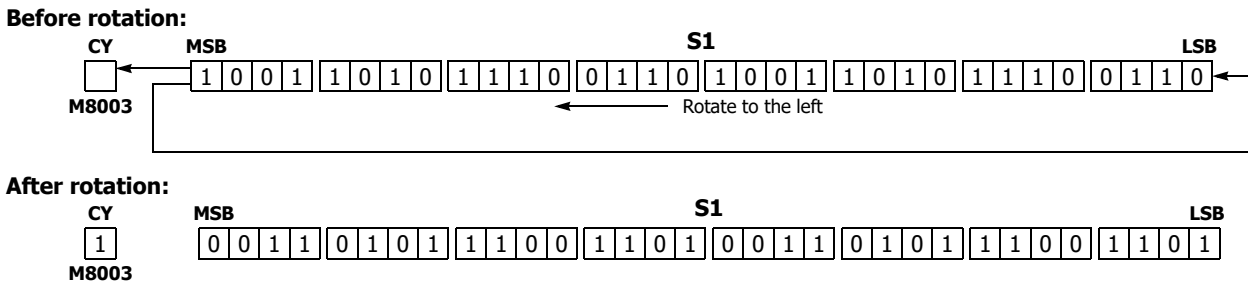 Before rotation:
CY MSB S1 LSB
1 0 0 1 1 0 1 0 1 1 1 0 0 1 1 0 1 0 0 1 1 0 1 0 1 1 1 0 0 1 1 0
M8003 Rotate to the left
After rotation:
CY MSB S1 LSB
1 0 0 1 1 0 1 0 1 1 1 0 0 1 1 0 1 0 0 1 1 0 1 0 1 1 1 0 0 1 1 0 1
M8003